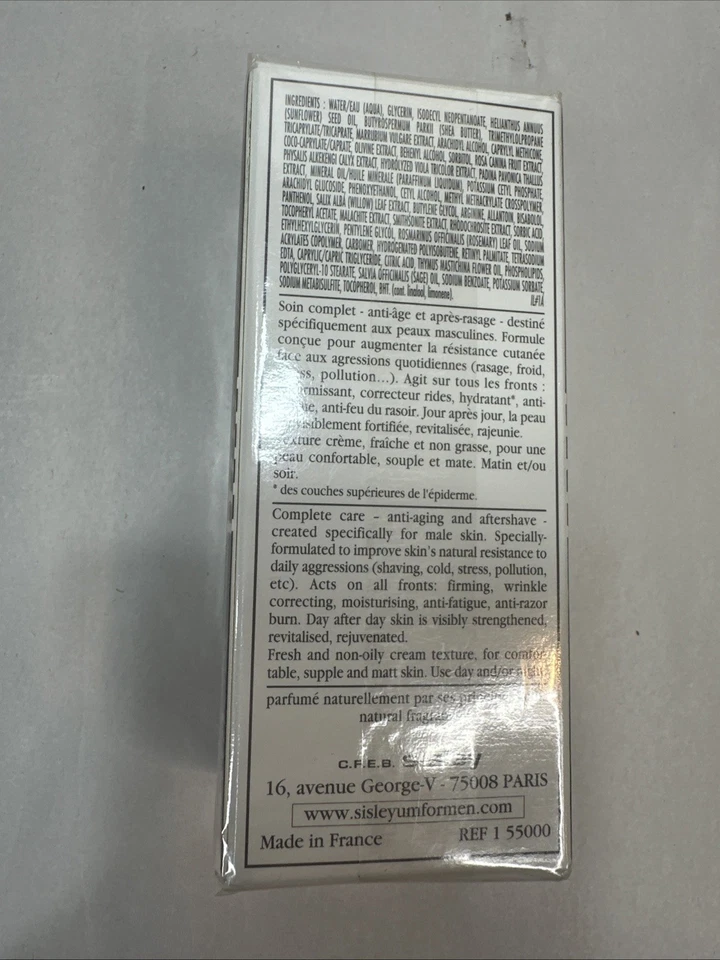 INGREDIENTS : WATER/EAU (AQUA), GLYCERIN, ISODECYL NEOPENTANOATE, HELIANTHUS ANNUUS
(SUNFLOWER) SEED OIL, BUTYROSPERMUM PARKII (SHEA BUTTER), TRIMETHYLOLPROPANE
TRICAPRYLATE/TRICAPRATE, MARRUBIUM VULGARE EXTRACT, ARACHIDYL ALCOHOL, CAPRYLYL METHICONE,
COCO-CAPRYLATE/CAPRATE, OLIVINE EXTRACT, BEHENYL ALCOHOL, SORBITOL, ROSA CANINA FRUIT EXTRACT,
PHYSALIS ALKEKENGI CALYX EXTRACT, HYDROLYZED VIOLA TRICOLOR EXTRACT, PADINA PAVONICA THALLUS
EXTRACT, MINERAL OIL/HUILE MINERALE (PARAFFINUM LIQUIDUM), POTASSIUM CETYL PHOSPHATE,
ARACHIDYL GLUCOSIDE, PHENOXYETHANOL, CETYL ALCOHOL, METHYL METHACRYLATE CROSSPOLYMER,
PANTHENOL, SALIX ALBA (WILLOW) LEAF EXTRACT, BUTYLENE GLYCOL, ARGININE, ALLANTOIN, BISABOLOL,
TOCOPHERYL ACETATE, MALACHITE EXTRACT, SMITHSONITE EXTRACT, RHODOCHROSITE EXTRACT, SORBIC ACID,
ETHYLHEXYLGLYCERIN, PENTYLENE GLYCOL, ROSMARINUS OFFICINALIS (ROSEMARY) LEAF OIL, SODIUM
ACRYLATES COPOLYMER, CARBOMER, HYDROGENATED POLYISOBUTENE, RETINYL PALMITATE, TETRASODIUM
EDTA, CAPRYLIC/CAPRIC TRIGLYCERIDE, CITRIC ACID, THYMUS MASTICHINA FLOWER OIL, PHOSPHOLIPIDS,
POLYGLYCERYL-10 STEARATE, SALVIA OFFICINALIS (SAGE) OIL, SODIUM BENZOATE, POTASSIUM SORBATE,
SODIUM METABISULFITE, TOCOPHEROL, BHT. (cont. linalool, limonene). IL#1A
Soin complet - anti-âge et après-rasage - destiné
spécifiquement aux peaux masculines. Formule
conçue pour augmenter la résistance cutanée
face aux agressions quotidiennes (rasage, froid,
pollution...). Agit sur tous les fronts :
correcteur rides, hydratant*, anti-
anti-feu du rasoir. Jour après jour, la peau
fortifiée, revitalisée, rajeunie.
Texture crème, fraîche et non grasse, pour une
peau confortable, souple et mate. Matin et/ou
soir.
* des couches supérieures de l'épiderme.
Complete care – anti-aging and aftershave -
created specifically for male skin. Specially-
formulated to improve skin's natural resistance to
daily aggressions (shaving, cold, stress, pollution,
etc). Acts on all fronts: firming, wrinkle
correcting, moisturising, anti-fatigue, anti-razor
burn. Day after day skin is visibly strengthened,
revitalised, rejuvenated.
Fresh and non-oily cream texture, for comfor-
table, supple and matt skin. Use day and/or night.
parfumé naturellement par ses
natural
C.F.E.B. Sisley
16, avenue George-V - 75008 PARIS
www.sisleyumformen.com
Made in France REF 1 55000